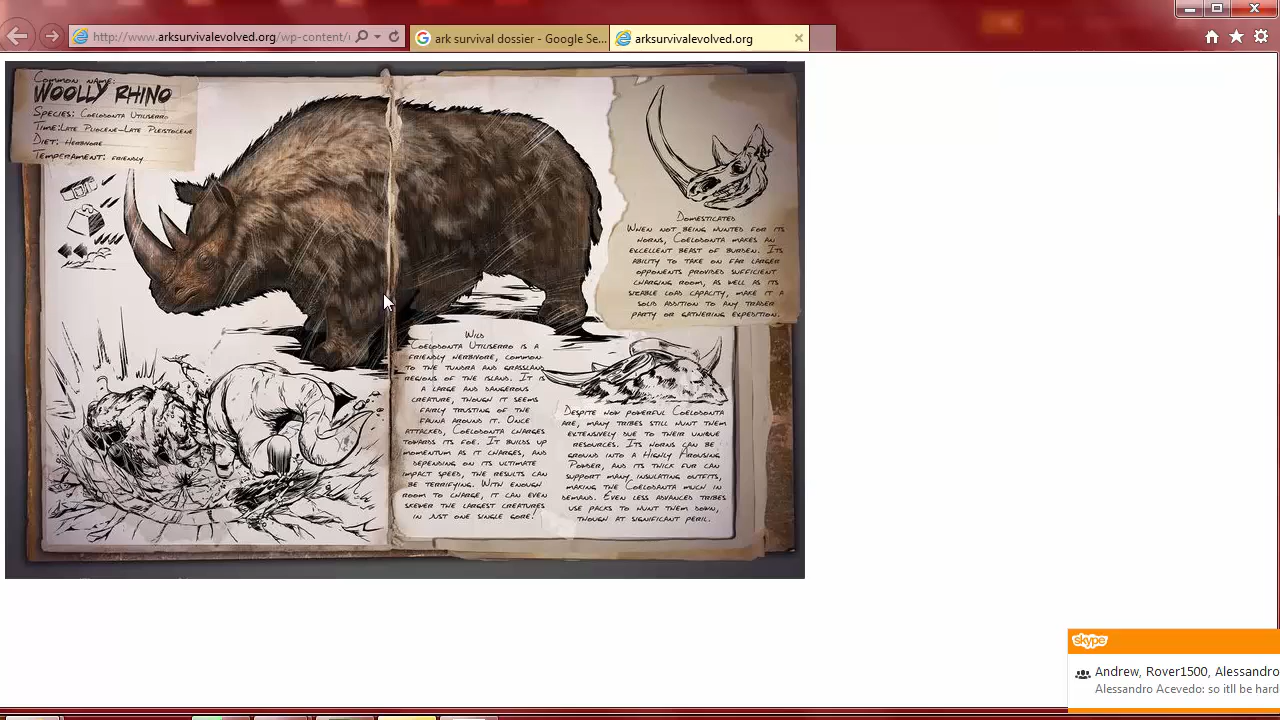 http://www.arksurvivalevolved.org/wp-content/
ark survival dossier - Google Se...
arksurvivalevolved.org
Common name:
Woolly Rhino
Species: Coelodonta Utiliserro
Time: Late Pliocene-Late Pleistocene
Diet: Herbivore
Temperament: friendly
Domesticated
When not being hunted for its
horns, Coelodonta makes an
excellent beast of burden. Its
ability to take on far larger
opponents provided sufficient
charging room, as well as its
sizable load capacity, make it a
solid addition to any trader
party or gathering expedition.
Wild
Coelodonta Utiliserro is a
friendly herbivore, common
to the tundra and grassland
regions of the island. It is
a large and dangerous
creature, though it seems
fairly trusting of the
fauna around it. Once
attacked, Coelodonta charges
towards its foe. It builds up
momentum as it charges, and
depending on its ultimate
impact speed, the results can
be terrifying. With enough
room to charge, it can even
skewer the largest creatures
in just one single gore!
Despite how powerful Coelodonta
are, many tribes still hunt them
extensively due to their unique
resources. Its horns can be
ground into a Highly Arousing
Powder, and its thick fur can
support many insulating outfits,
making the Coelodonta much in
demand. Even less advanced tribes
use packs to hunt them down,
though at significant peril.
skype
Andrew, Rover1500, Alessandro
Alessandro Acevedo: so itll be hard